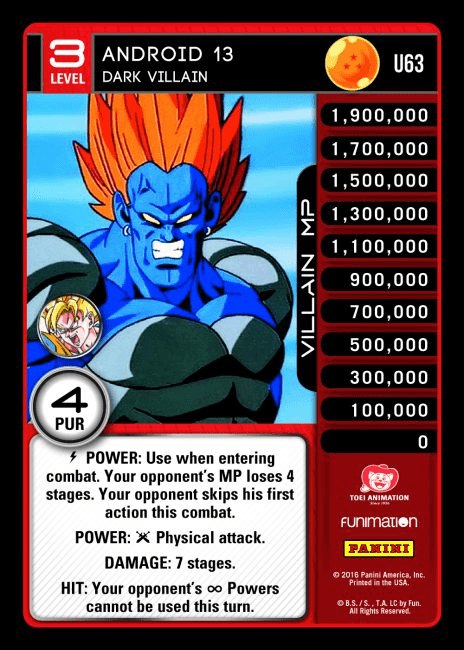 3
LEVEL
ANDROID 13
DARK VILLAIN
U63
1,900,000
1,700,000
1,500,000
1,300,000
1,100,000
900,000
700,000
500,000
300,000
100,000
0
VILLAIN MP
4
PUR
⚡ POWER: Use when entering
combat. Your opponent's MP loses 4
stages. Your opponent skips his first
action this combat.
POWER: Physical attack.
DAMAGE: 7 stages.
HIT: Your opponent's ∞ Powers
cannot be used this turn.
TOEI ANIMATION
Since 1956
FUNIMATION
PANINI
© 2016 Panini America, Inc.
Printed in the USA.
© B.S. / S. , T.A. LC by Fun.
All Rights Reserved.